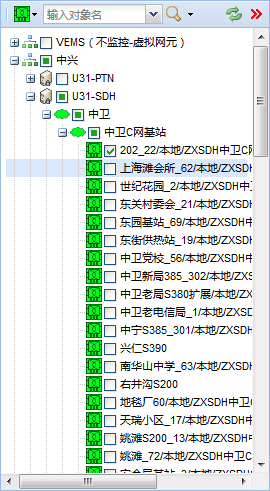 输入对象名
VEMS（不监控-虚拟网元）
中兴
U31-PTN
U31-SDH
中卫
中卫C网基站
202_22/本地/ZXSDH中卫C网
上海滩会所_62/本地/ZXSDH
世纪花园_2/本地/ZXSDH中
东关村委会_21/本地/ZXSDH
东园基站_69/本地/ZXSDH中
东街供热站_19/本地/ZXSDH
中卫党校_56/本地/ZXSDH中
中卫新局385_302/本地/ZXS
中卫老局S380扩展/本地/ZX
中卫老电信局_1/本地/ZXSD
中宁S385_301/本地/ZXSDH
兴仁S390
南华山中学_63/本地/ZXSD
右井沟S200
地毯厂60/本地/ZXSDH中卫
天瑞小区_17/本地/ZXSDH
姚滩S200_13/本地/ZXSDH中
姚滩_72/本地/ZXSDH中卫C